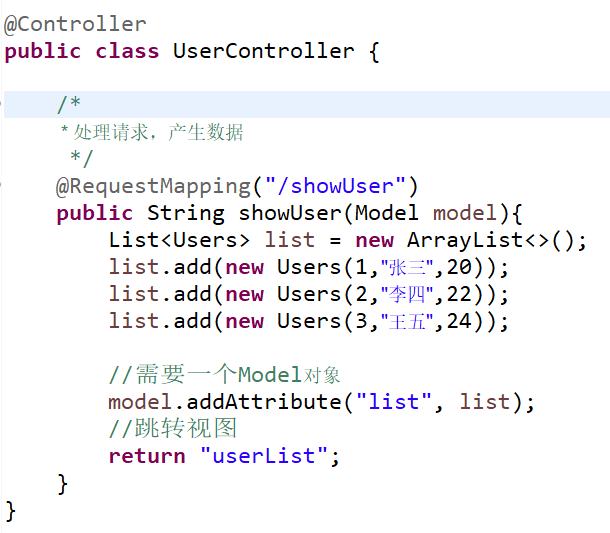 @Controller
public class UserController {
/*
* 处理请求，产生数据
*/
@RequestMapping("/showUser")
public String showUser(Model model){
List<Users> list = new ArrayList<>();
list.add(new Users(1,"张三",20));
list.add(new Users(2,"李四",22));
list.add(new Users(3,"王五",24));
//需要一个Model对象
model.addAttribute("list", list);
//跳转视图
return "userList";
}
}